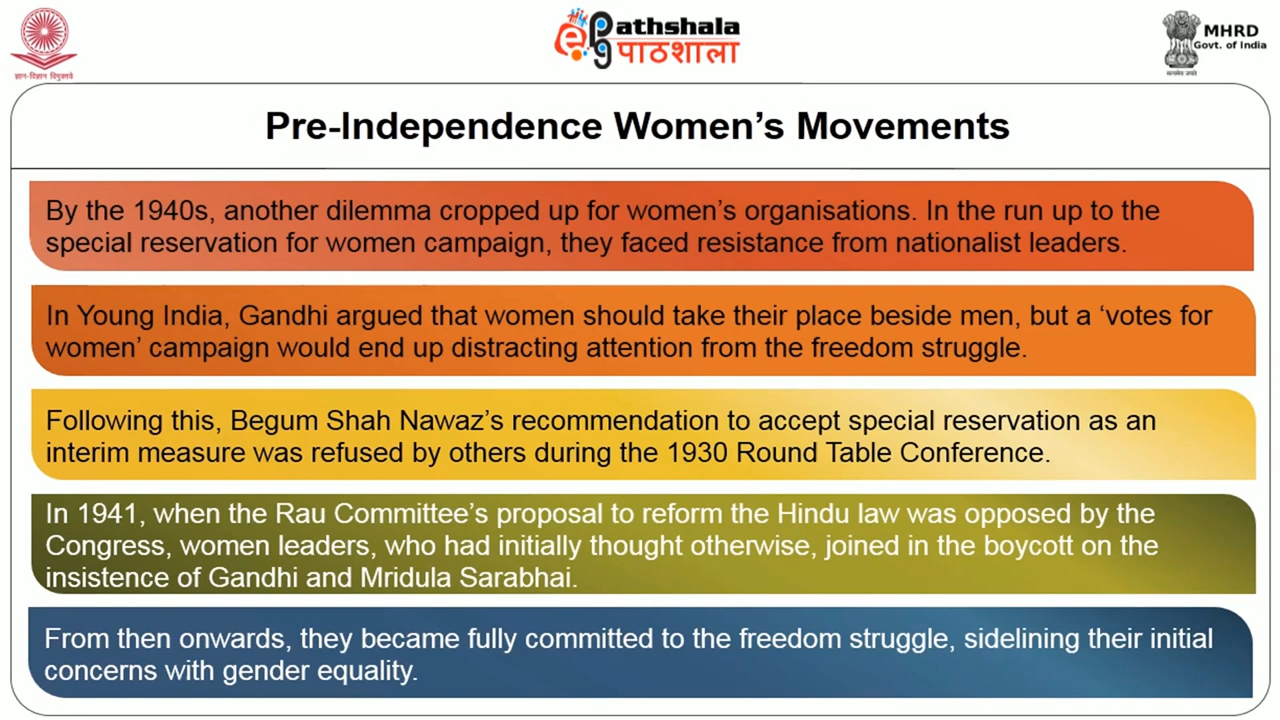 ज्ञान-विज्ञान विमुक्तये
ePG Pathshala
पाठशाला
सत्यमेव जयते
MHRD
Govt. of India
Pre-Independence Women’s Movements
By the 1940s, another dilemma cropped up for women’s organisations. In the run up to the
special reservation for women campaign, they faced resistance from nationalist leaders.
In Young India, Gandhi argued that women should take their place beside men, but a ‘votes for
women’ campaign would end up distracting attention from the freedom struggle.
Following this, Begum Shah Nawaz’s recommendation to accept special reservation as an
interim measure was refused by others during the 1930 Round Table Conference.
In 1941, when the Rau Committee’s proposal to reform the Hindu law was opposed by the
Congress, women leaders, who had initially thought otherwise, joined in the boycott on the
insistence of Gandhi and Mridula Sarabhai.
From then onwards, they became fully committed to the freedom struggle, sidelining their initial
concerns with gender equality.